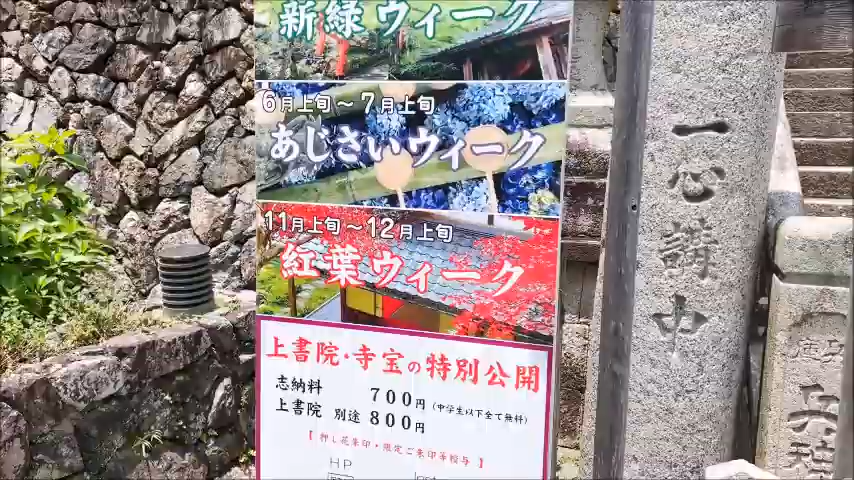 新緑ウィーク
6月上旬～7月上旬
あじさいウィーク
11月上旬～12月上旬
紅葉ウィーク
上書院・寺宝の特別公開
志納料 700円(中学生以下全て無料)
上書院 別途 800円
【押し花朱印・限定ご朱印等授与】
HP
一心講中